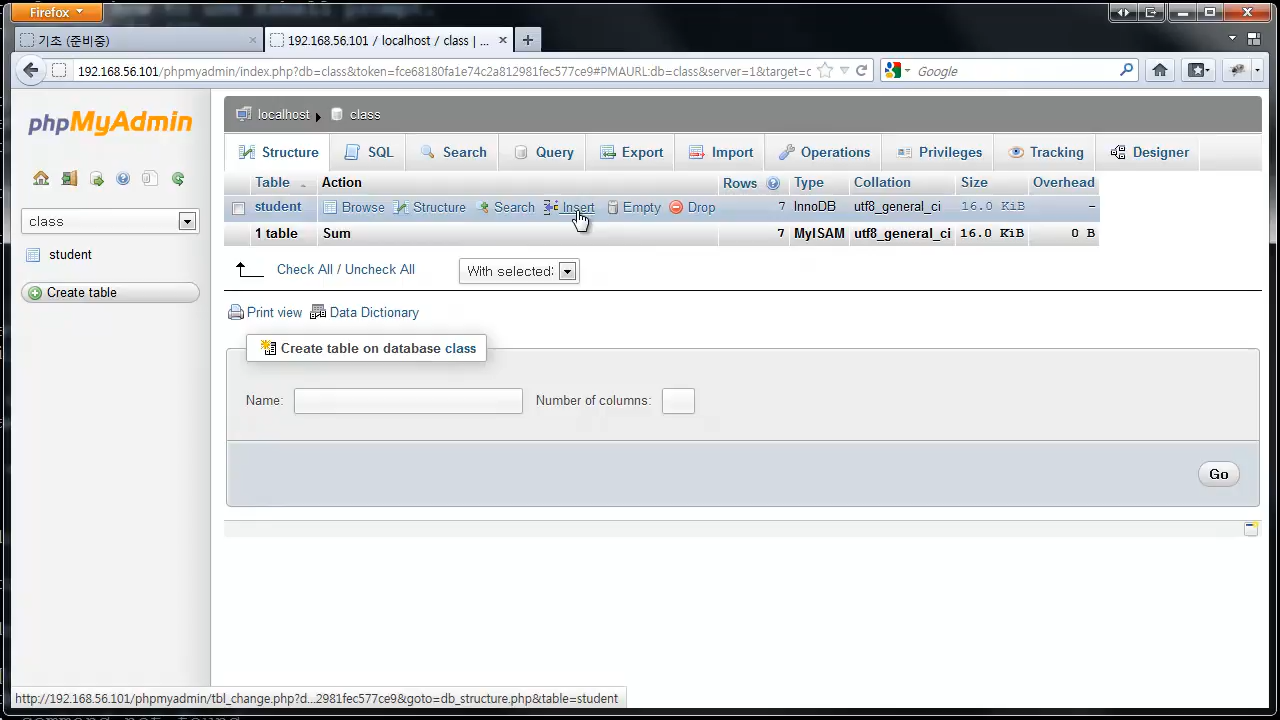 Firefox
기초 (준비중)
192.168.56.101 / localhost / class | ...
192.168.56.101/phpmyadmin/index.php?db=class&token=fce68180fa1e74c2a812981fec577ce9#PMAURL:db=class&server=1&target=c
Google
phpMyAdmin
localhost
class
Structure
SQL
Search
Query
Export
Import
Operations
Privileges
Tracking
Designer
Table Action Rows Type Collation Size Overhead
student Browse Structure Search Insert Empty Drop 7 InnoDB utf8_general_ci 16.0 KiB -
1 table Sum 7 MyISAM utf8_general_ci 16.0 KiB 0 B
class
student
Create table
Check All / Uncheck All With selected:
Print view Data Dictionary
Create table on database class
Name: Number of columns:
Go
http://192.168.56.101/phpmyadmin/tbl_change.php?d...2981fec577ce9&goto=db_structure.php&table=student